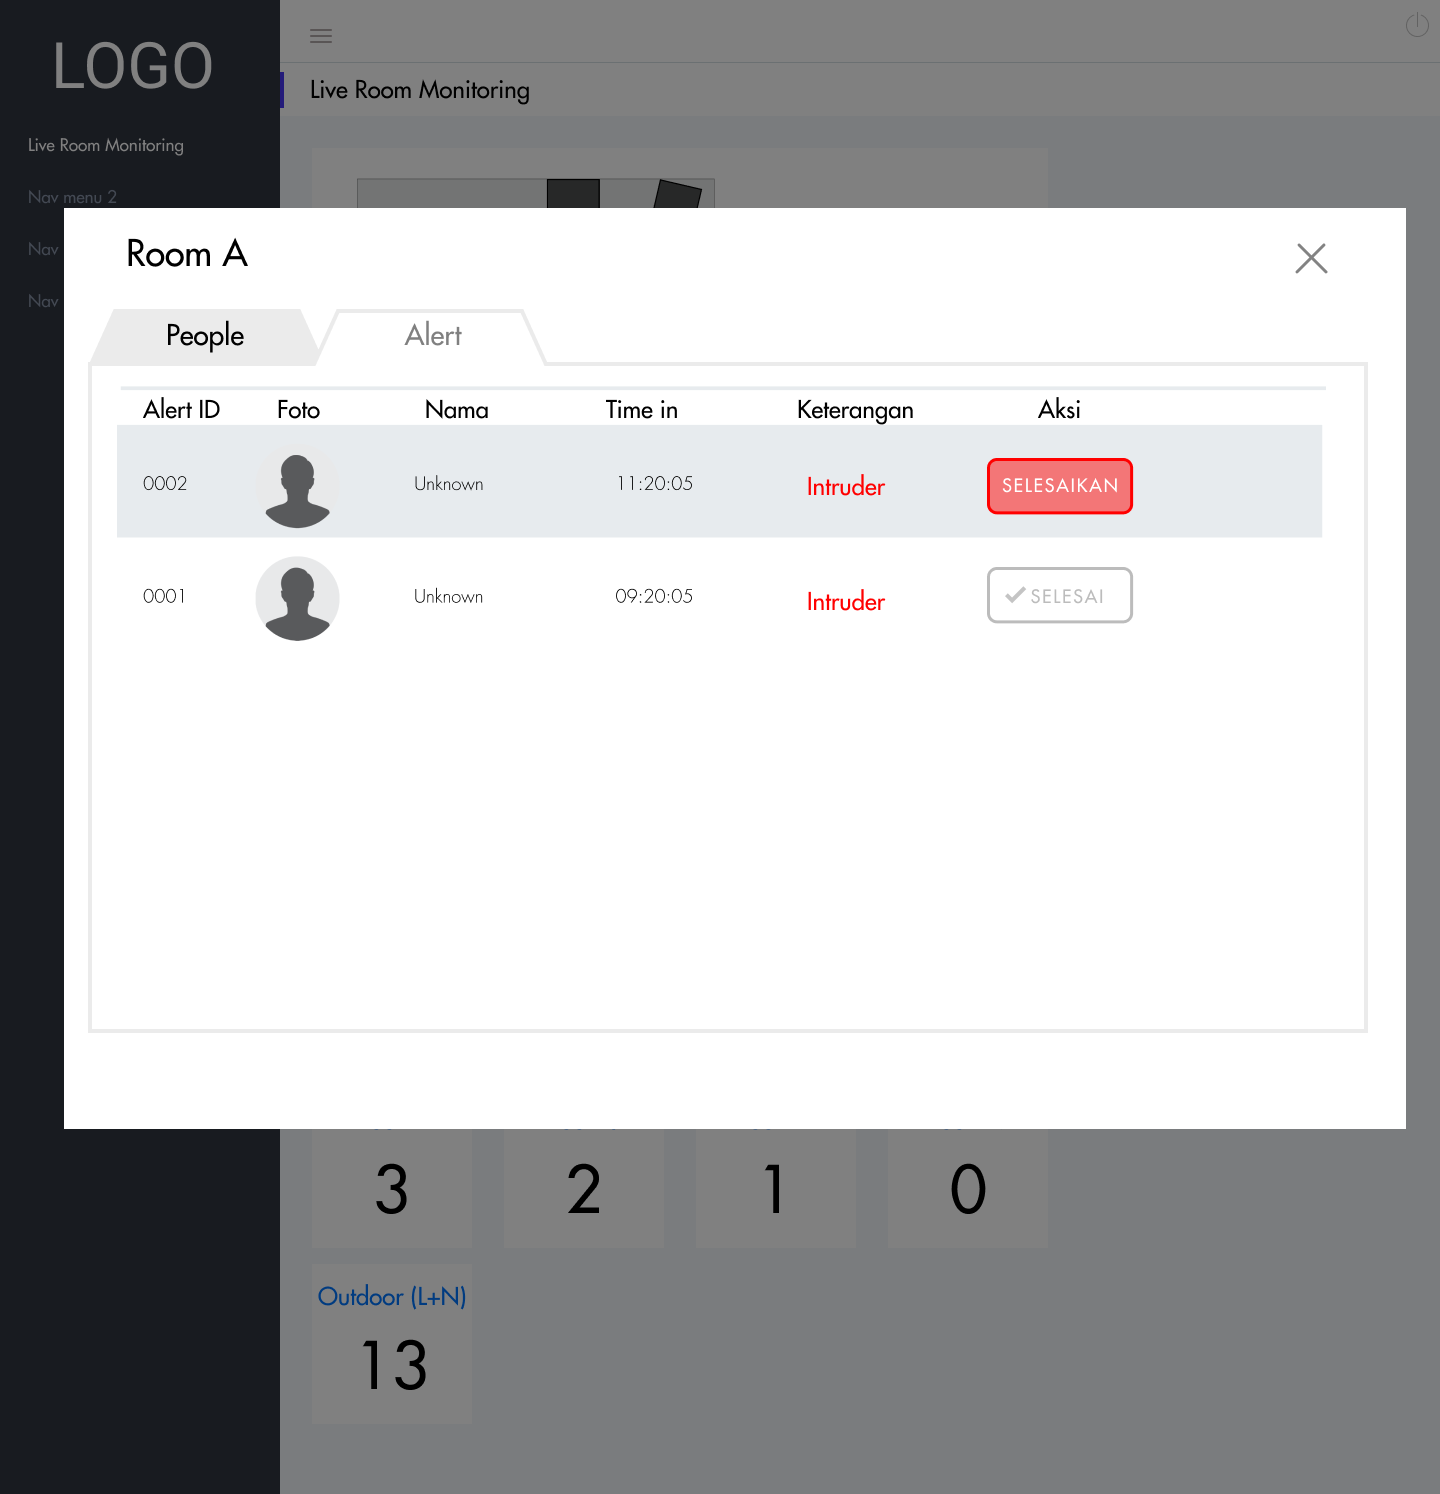 LOGO
Live Room Monitoring
Live Room Monitoring
Nav menu 2
Nav
Nav
Room A
People
Alert
Alert ID Foto Nama Time in Keterangan Aksi
0002 Unknown 11:20:05 Intruder SELESAIKAN
0001 Unknown 09:20:05 Intruder SELESAI
3 2 1 0
Outdoor (L+N)
13